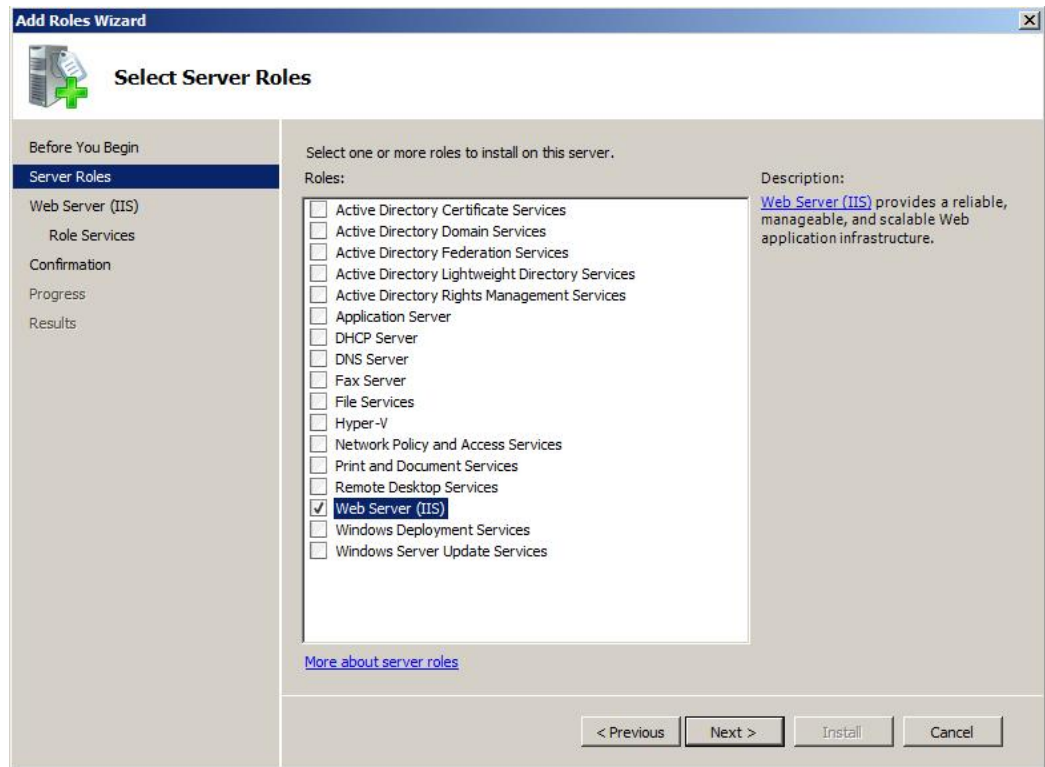 Add Roles Wizard
Select Server Roles
Before You Begin
Server Roles
Web Server (IIS)
Role Services
Confirmation
Progress
Results
Select one or more roles to install on this server.
Roles:
Active Directory Certificate Services
Active Directory Domain Services
Active Directory Federation Services
Active Directory Lightweight Directory Services
Active Directory Rights Management Services
Application Server
DHCP Server
DNS Server
Fax Server
File Services
Hyper-V
Network Policy and Access Services
Print and Document Services
Remote Desktop Services
Web Server (IIS)
Windows Deployment Services
Windows Server Update Services
More about server roles
Description:
Web Server (IIS) provides a reliable,
manageable, and scalable Web
application infrastructure.
< Previous
Next >
Install
Cancel